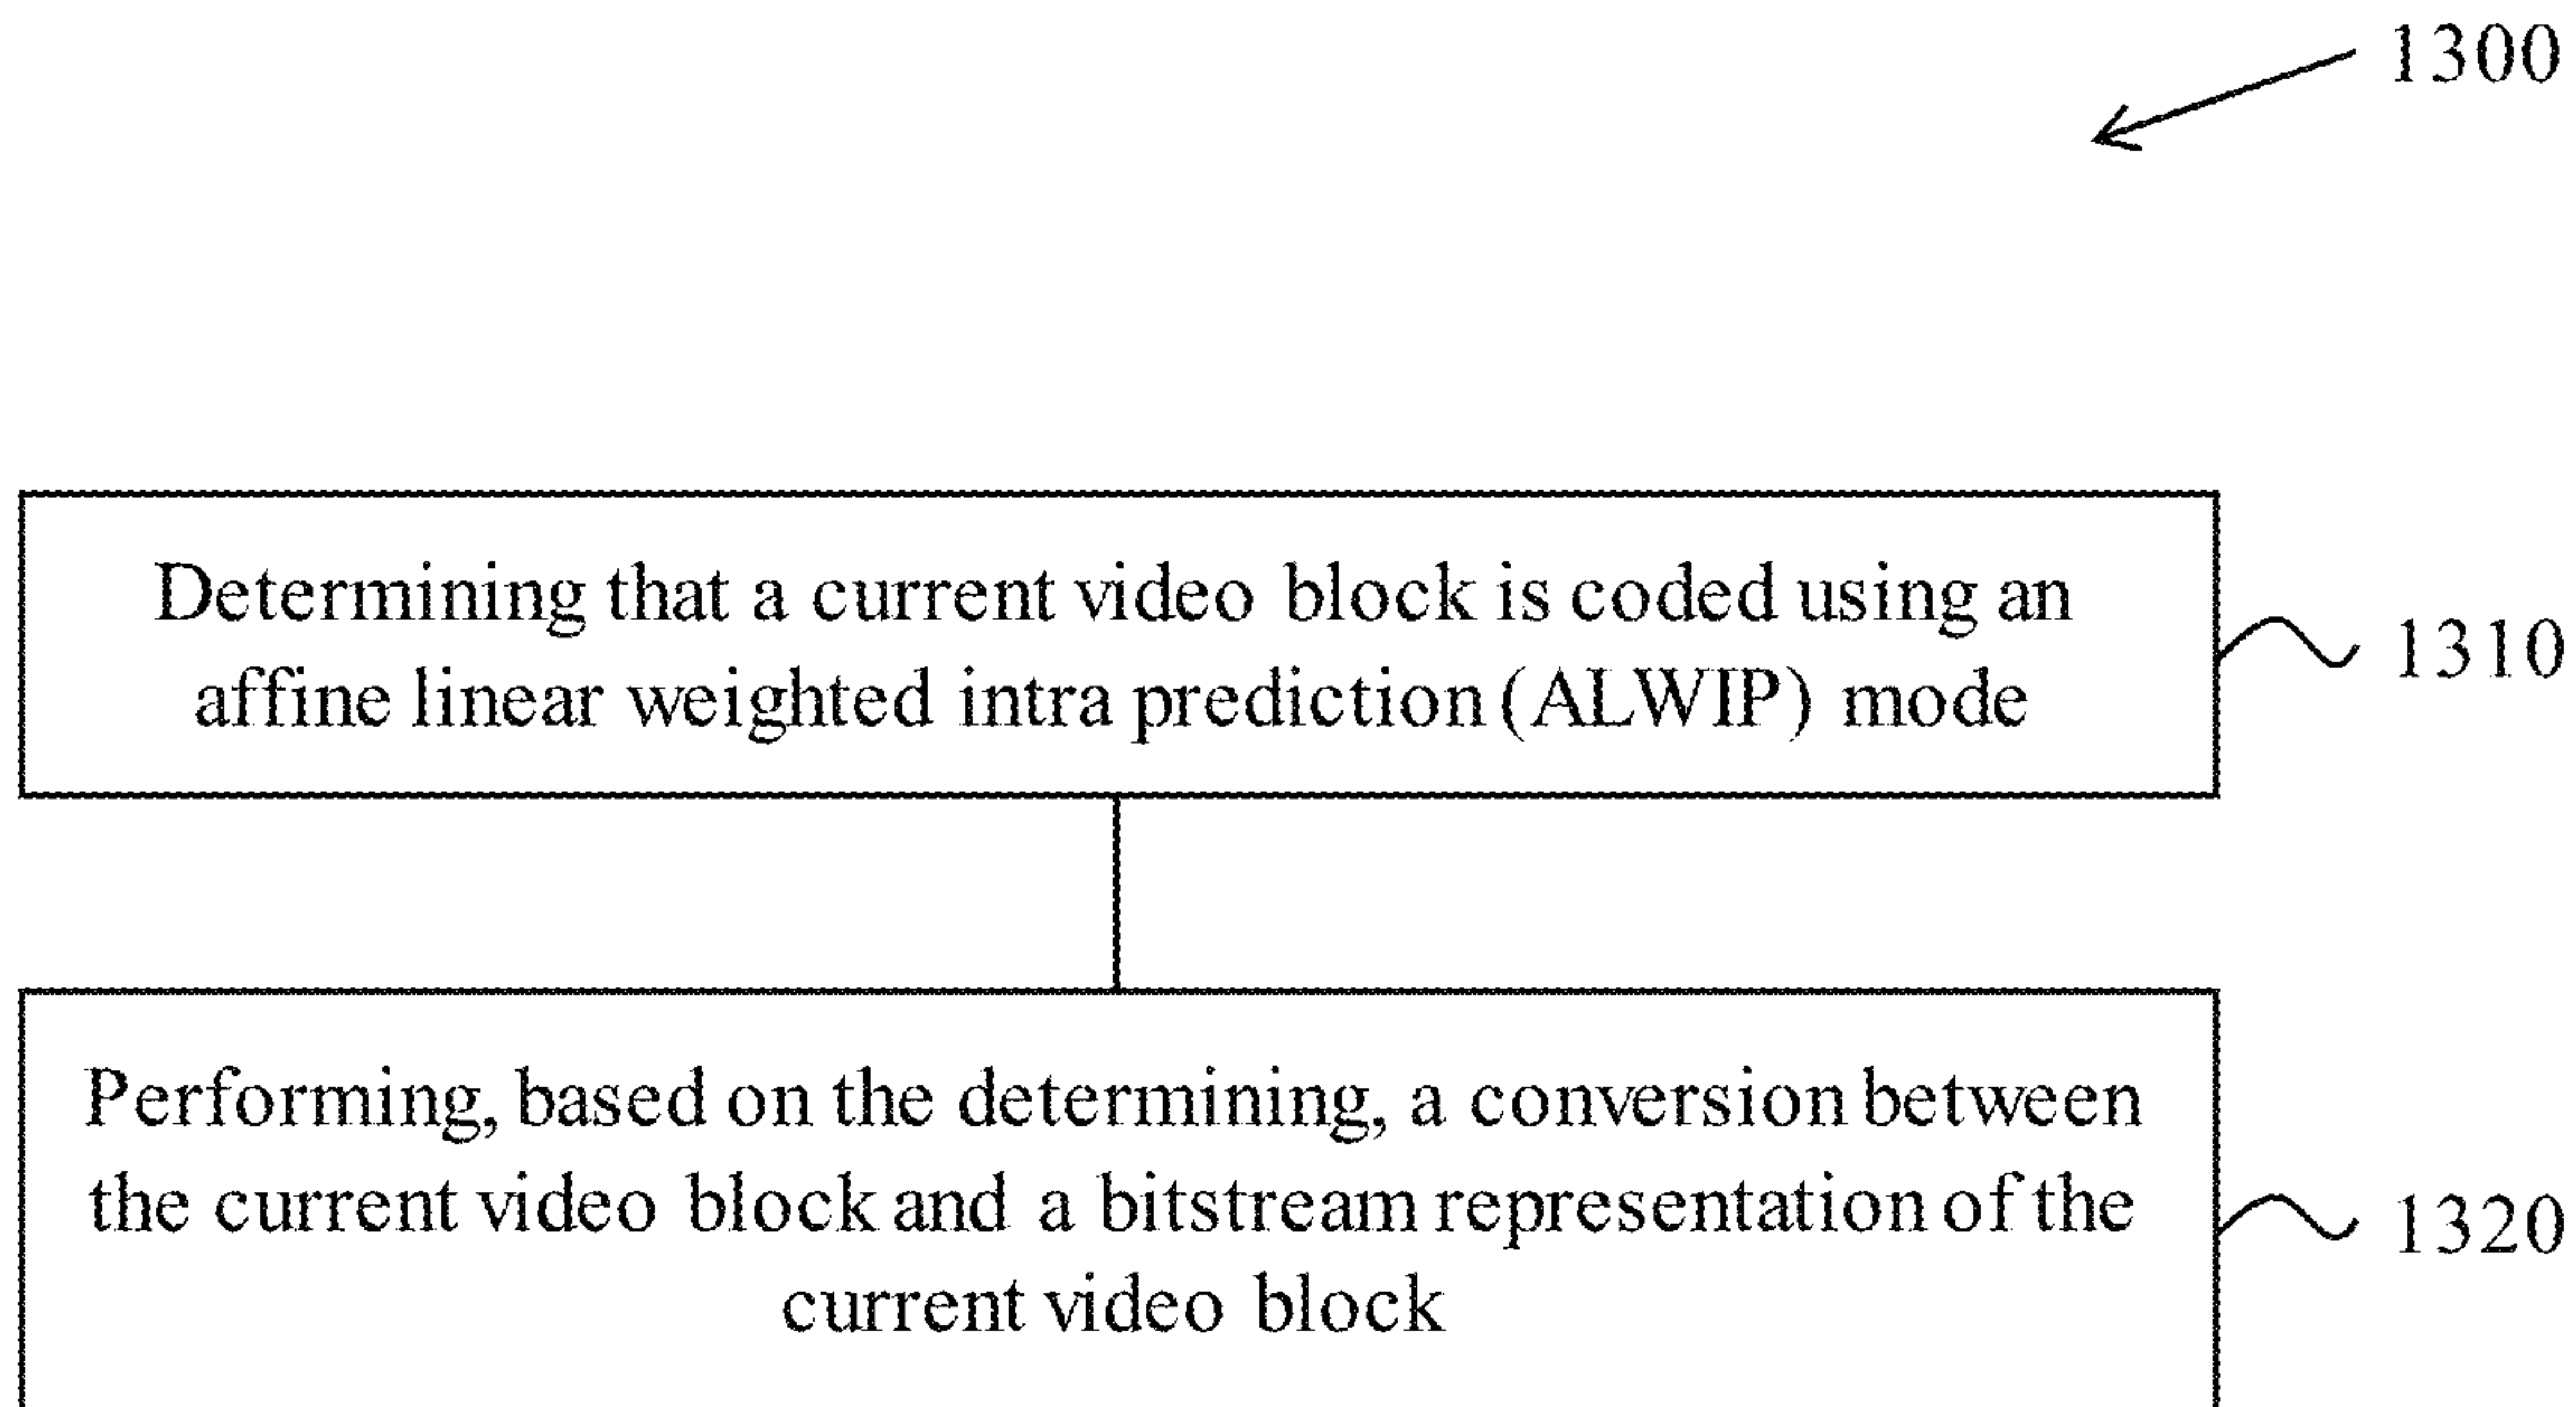 1300
Determining that a current video block is coded using an
affine linear weighted intra prediction (ALWIP) mode
1310
Performing, based on the determining, a conversion between
the current video block and a bitstream representation of the
current video block
1320